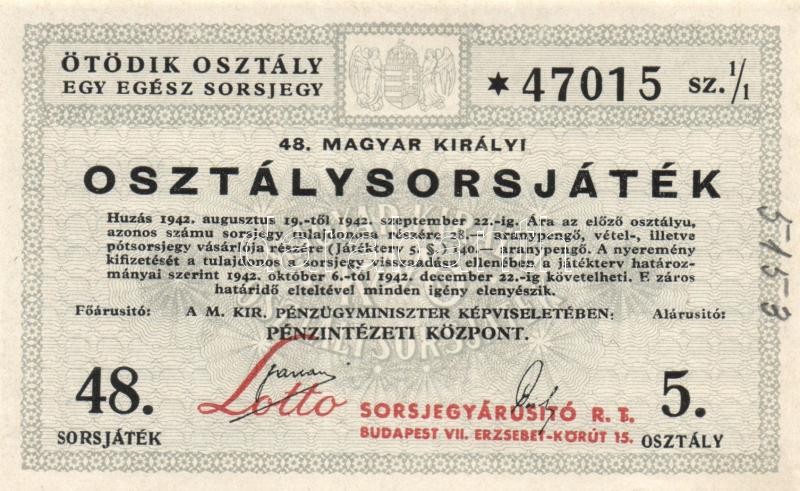 ÖTÖDIK OSZTÁLY
EGY EGÉSZ SORSJEGY
✶47015 SZ. 1/1
48. MAGYAR KIRÁLYI
OSZTÁLYSORSJÁTÉK
Huzás 1942. augusztus 19.-től 1942. szeptember 22.-ig. Ára az előző osztályu,
azonos számu sorsjegy tulajdonosa részére 28.— aranypengő, vétel-, illetve
pótsorsjegy vásárlója részére (Játékterv 5. §.) 140.— aranypengő. A nyeremény
kifizetését a tulajdonos a sorsjegy visszaadása ellenében a játékterv határoz-
mányai szerint 1942. október 6.-tól 1942. december 22.-ig követelheti. E záros
határidő elteltével minden igény elenyészik.
Főárusitó:
A M. KIR. PÉNZÜGYMINISZTER KÉPVISELETÉBEN:
Alárusitó:
PÉNZINTÉZETI KÖZPONT.
48.
SORSJÁTÉK
Lotto
SORSJEGYÁRUSITÓ R. T.
BUDAPEST VII. ERZSEBET-KÖRÚT 15.
5.
OSZTÁLY